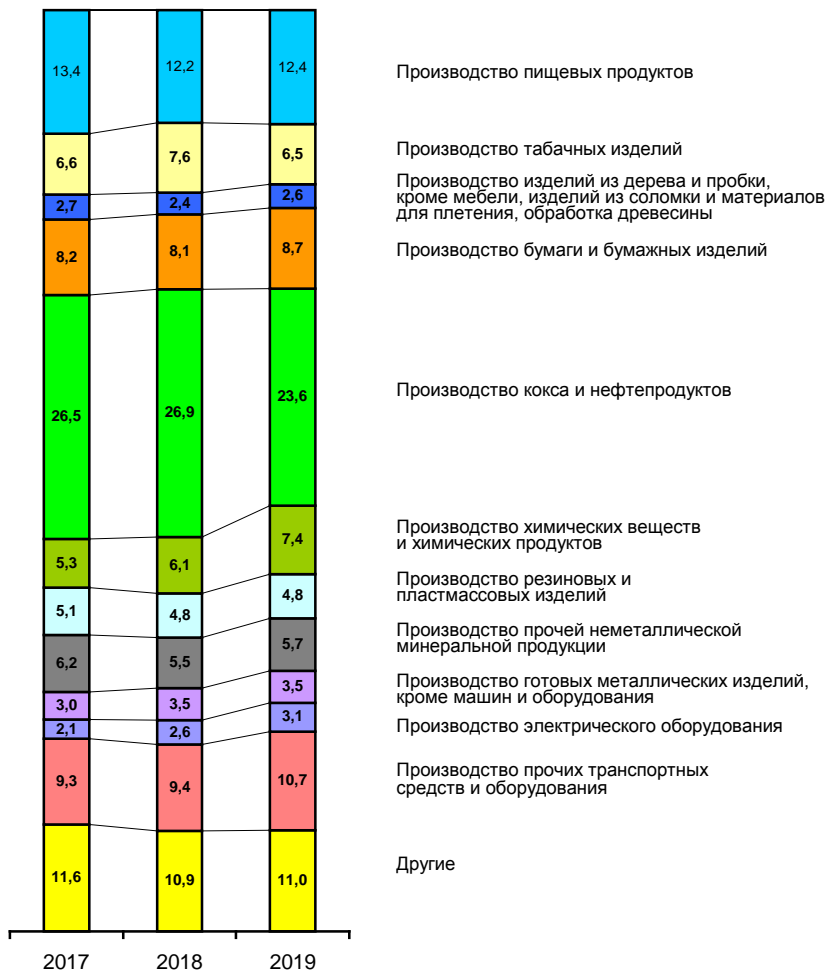 13,4 12,2 12,4 Производство пищевых продуктов
6,6 7,6 6,5 Производство табачных изделий
2,7 2,4 2,6 Производство изделий из дерева и пробки,
кроме мебели, изделий из соломки и материалов
для плетения, обработка древесины
8,2 8,1 8,7 Производство бумаги и бумажных изделий
26,5 26,9 23,6 Производство кокса и нефтепродуктов
5,3 6,1 7,4 Производство химических веществ
и химических продуктов
5,1 4,8 4,8 Производство резиновых и
пластмассовых изделий
6,2 5,5 5,7 Производство прочей неметаллической
минеральной продукции
3,0 3,5 3,5 Производство готовых металлических изделий,
кроме машин и оборудования
2,1 2,6 3,1 Производство электрического оборудования
9,3 9,4 10,7 Производство прочих транспортных
средств и оборудования
11,6 10,9 11,0 Другие
2017 2018 2019